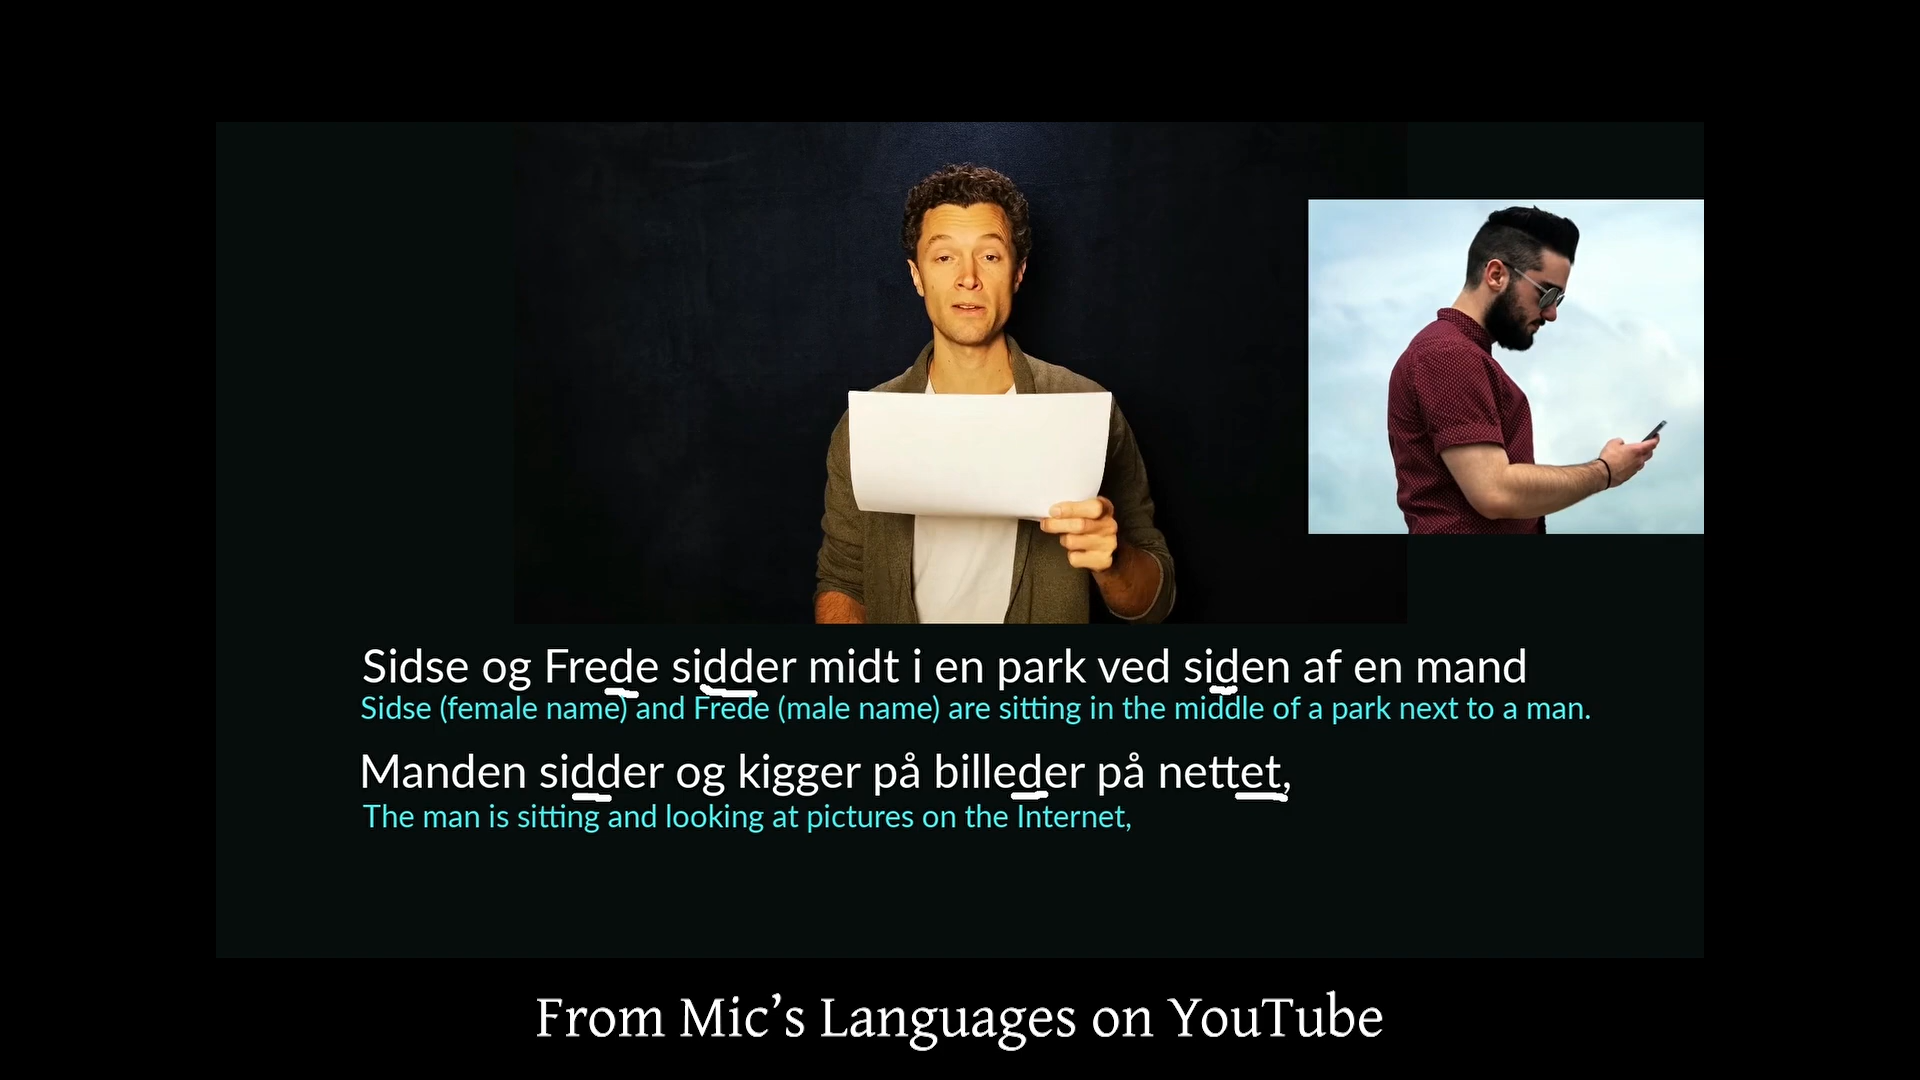 Sidse og Frede sidder midt i en park ved siden af en mand
Sidse (female name) and Frede (male name) are sitting in the middle of a park next to a man.
Manden sidder og kigger på billeder på nettet,
The man is sitting and looking at pictures on the Internet,
From Mic’s Languages on YouTube